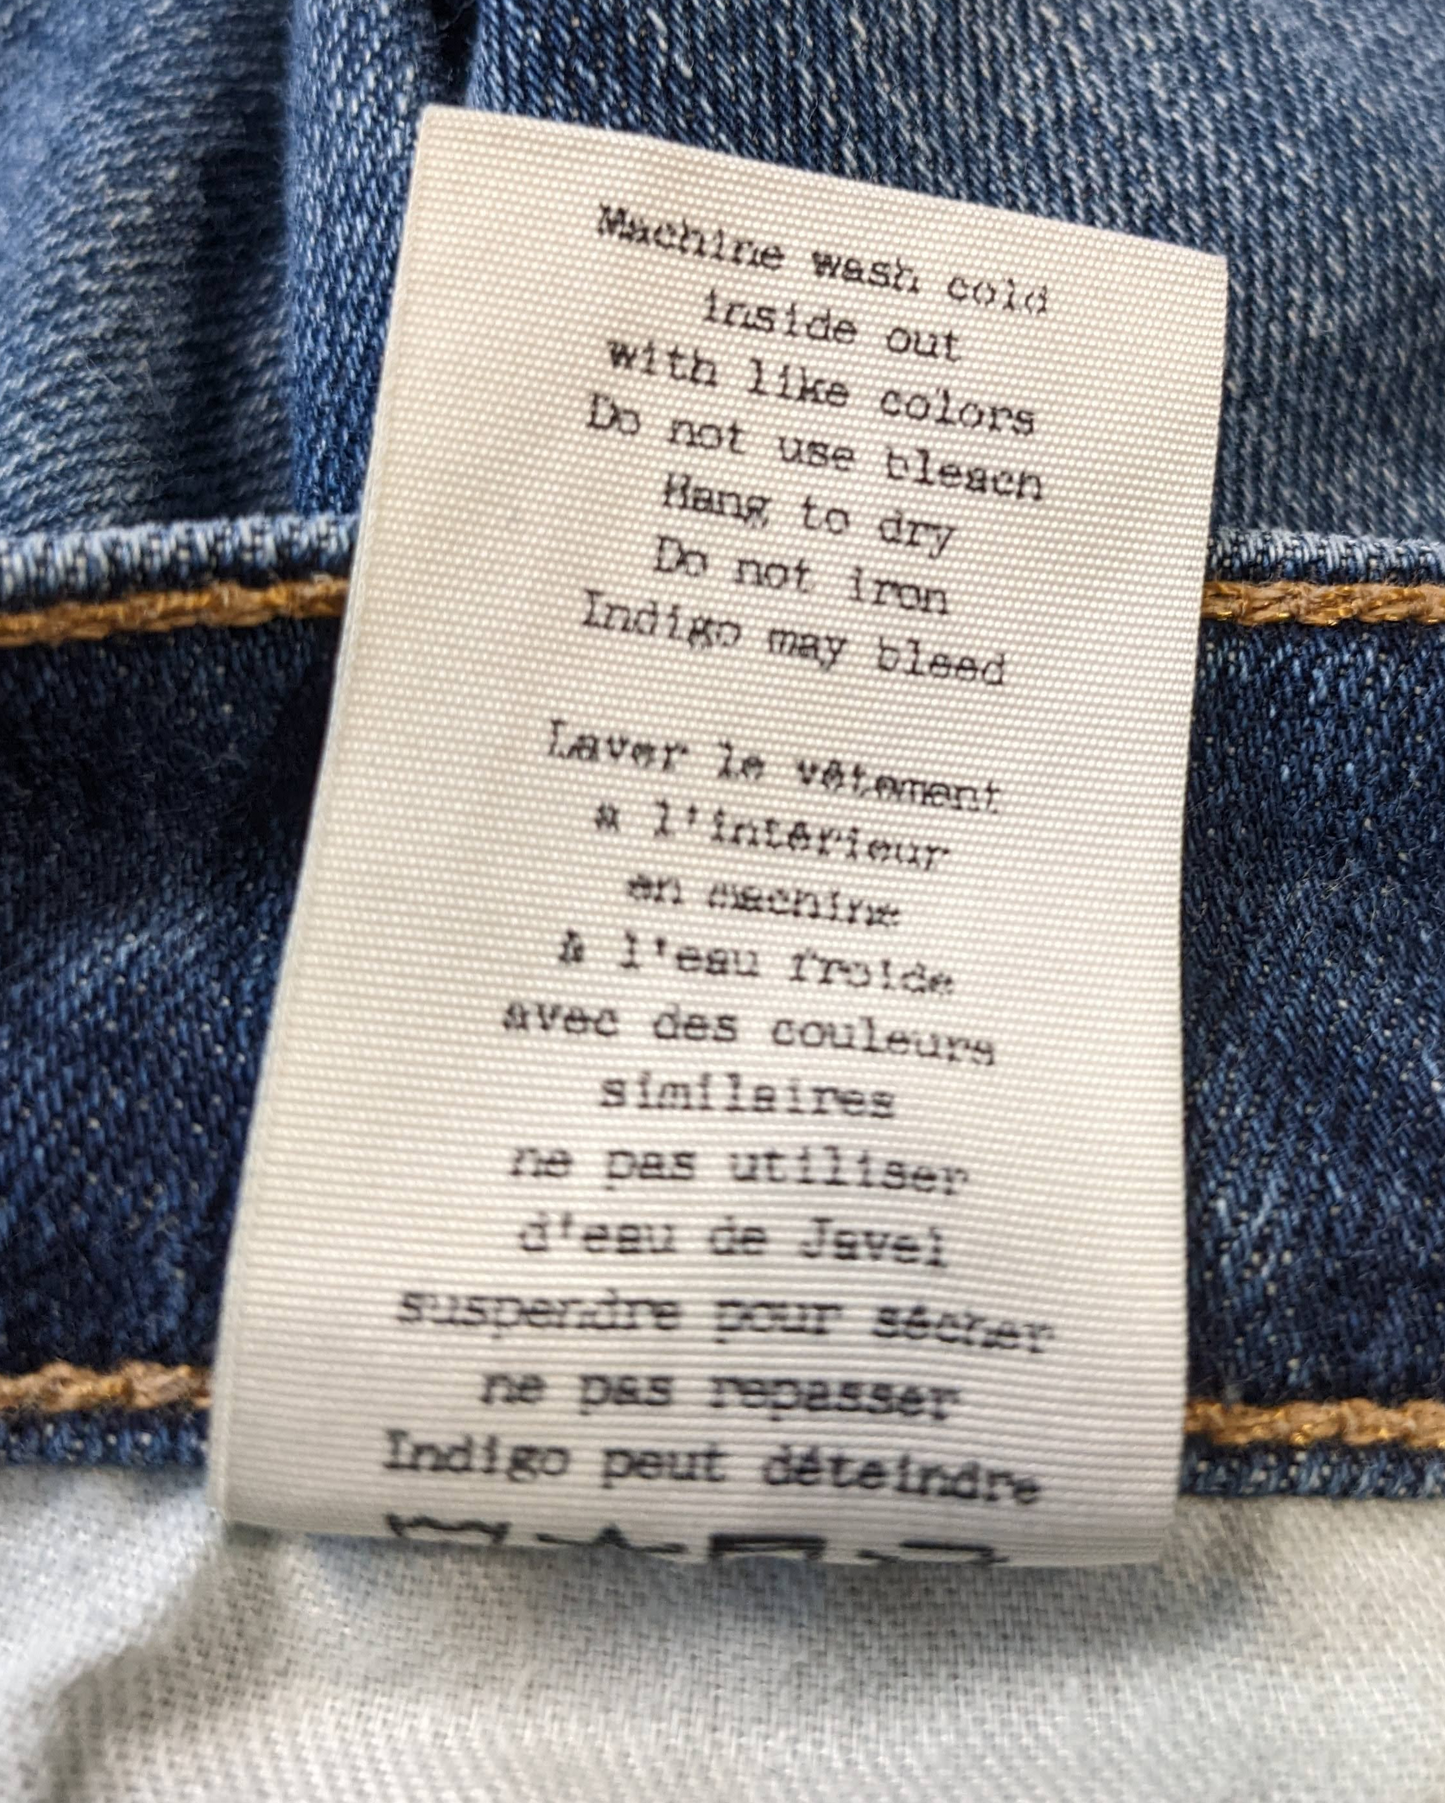 Machine wash cold
inside out
with like colors
Do not use bleach
Hang to dry
Do not iron
Indigo may bleed
Laver le vêtement
a l'intérieur
en machine
à l'eau froide
avec des couleurs
similaires
ne pas utiliser
d'eau de Javel
suspendre pour sécher
ne pas repasser
Indigo peut déteindre